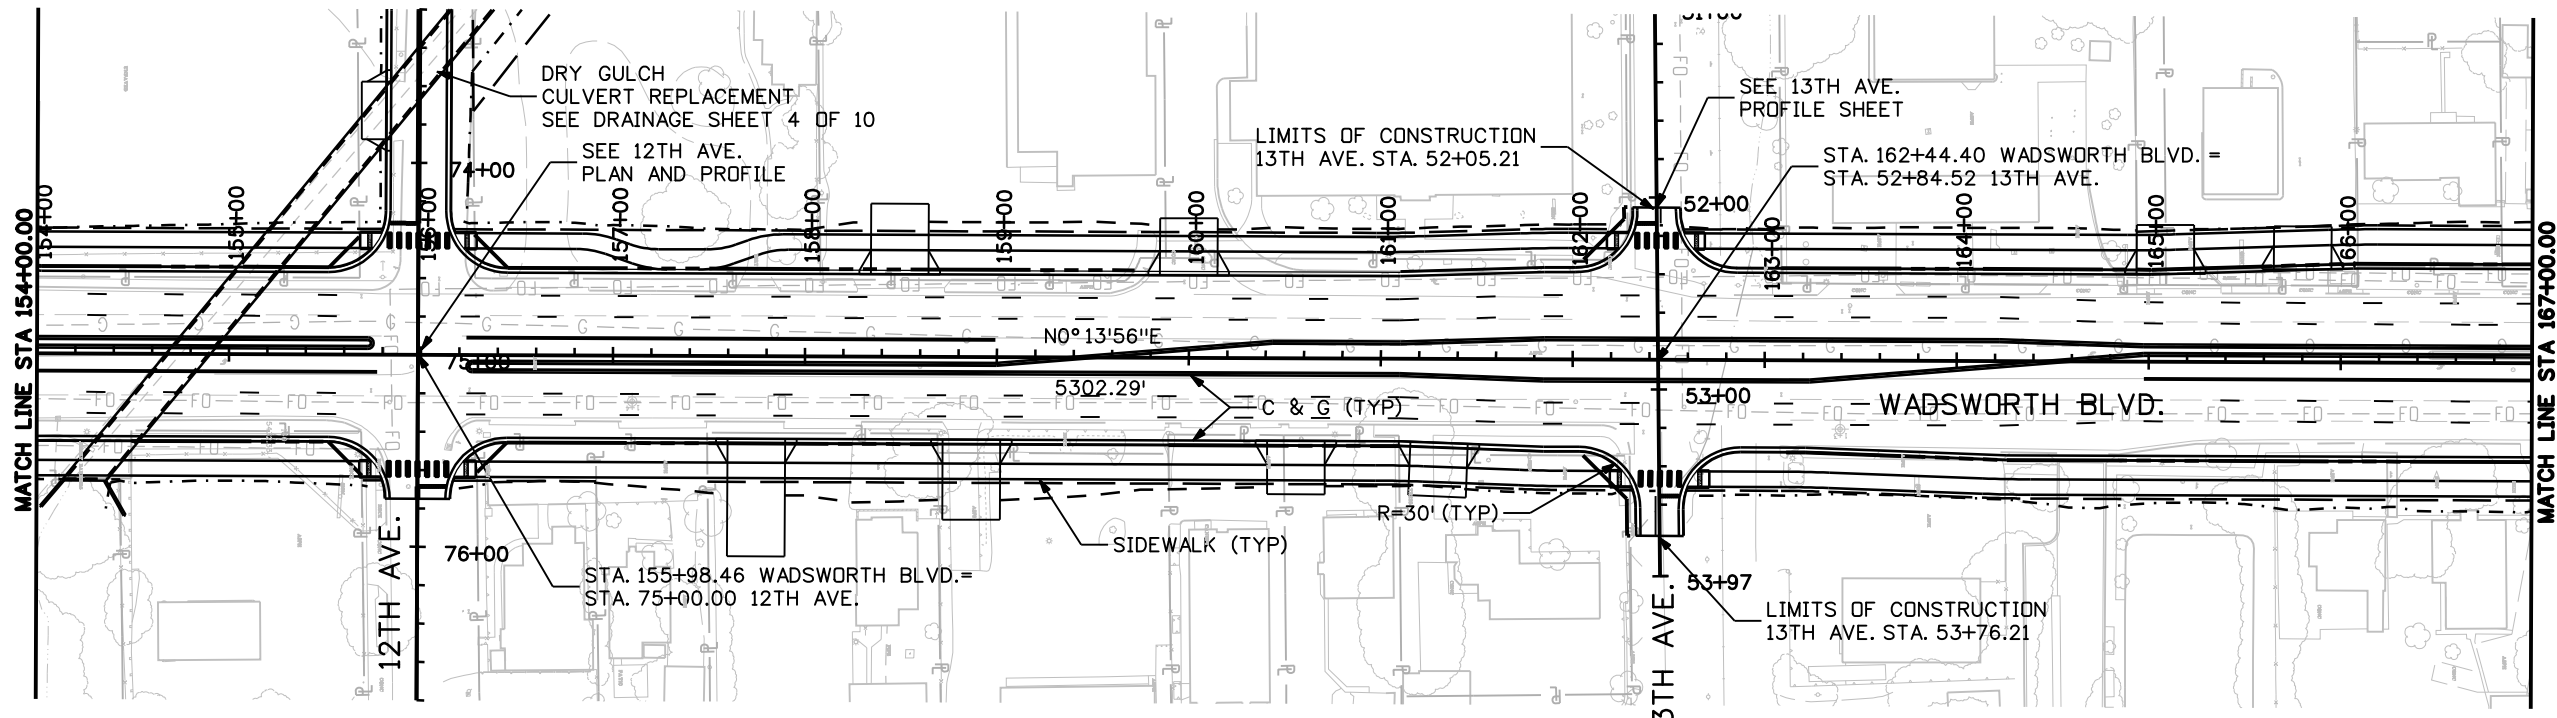 51+00
DRY GULCH
CULVERT REPLACEMENT
SEE DRAINAGE SHEET 4 OF 10
SEE 12TH AVE.
PLAN AND PROFILE
LIMITS OF CONSTRUCTION
13TH AVE. STA. 52+05.21
SEE 13TH AVE.
PROFILE SHEET
STA. 162+44.40 WADSWORTH BLVD. =
STA. 52+84.52 13TH AVE.
74+00
52+00
MATCH LINE STA 154+00.00
154+00
155+00
156+00
157+00
158+00
159+00
160+00
161+00
162+00
163+00
164+00
165+00
166+00
MATCH LINE STA 167+00.00
N0°13'56"E
75+00
5302.29'
C & G (TYP)
53+00
WADSWORTH BLVD.
R=30' (TYP)
SIDEWALK (TYP)
76+00
12TH AVE.
STA. 155+98.46 WADSWORTH BLVD.=
STA. 75+00.00 12TH AVE.
53+97
3TH AVE.
LIMITS OF CONSTRUCTION
13TH AVE. STA. 53+76.21